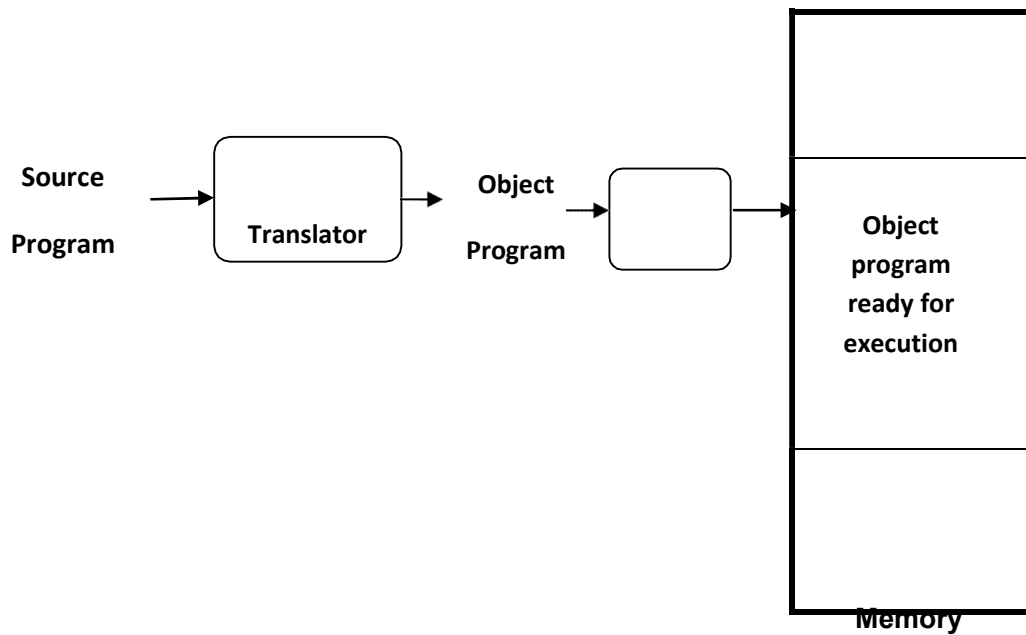 Source
Program
Translator
Object
Program
Object
program
ready for
execution
Memory